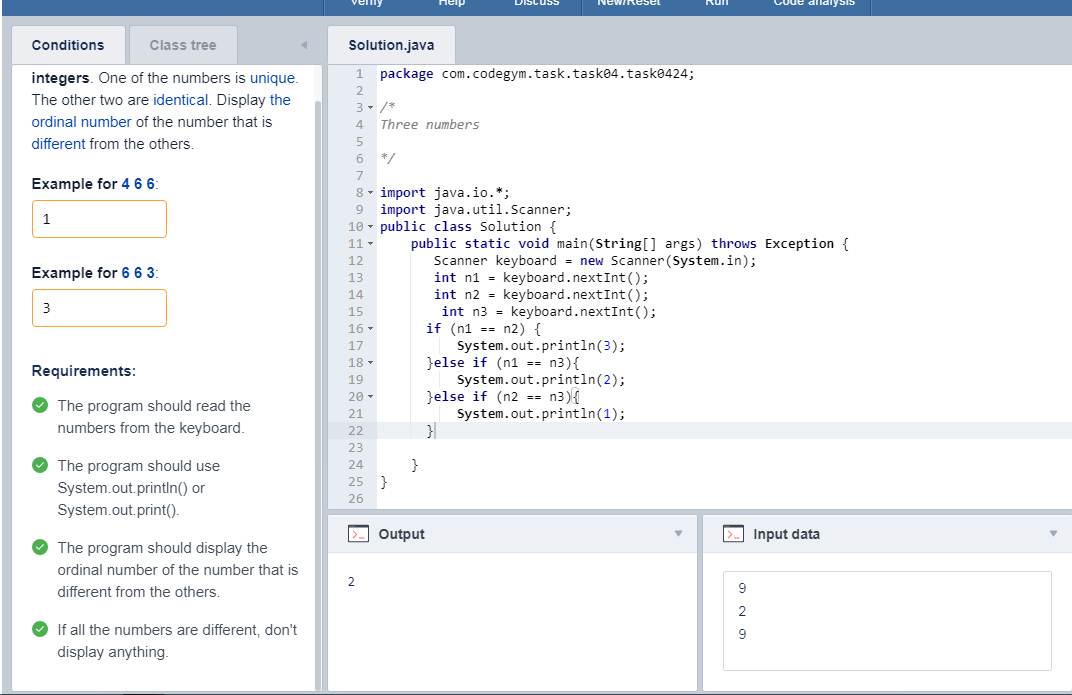 Verify Help Discuss New/Reset Run Code analysis
Conditions Class tree
integers. One of the numbers is unique.
The other two are identical. Display the
ordinal number of the number that is
different from the others.
Example for 4 6 6:
1
Example for 6 6 3:
3
Requirements:
The program should read the
numbers from the keyboard.
The program should use
System.out.println() or
System.out.print().
The program should display the
ordinal number of the number that is
different from the others.
If all the numbers are different, don't
display anything.
Solution.java
1 package com.codegym.task.task04.task0424;
2
3 /*
4 Three numbers
5
6 */
7
8 import java.io.*;
9 import java.util.Scanner;
10 public class Solution {
11 public static void main(String[] args) throws Exception {
12 Scanner keyboard = new Scanner(System.in);
13 int n1 = keyboard.nextInt();
14 int n2 = keyboard.nextInt();
15 int n3 = keyboard.nextInt();
16 if (n1 == n2) {
17 System.out.println(3);
18 }else if (n1 == n3){
19 System.out.println(2);
20 }else if (n2 == n3){
21 System.out.println(1);
22 }
23
24 }
25 }
26
>_ Output
2
>_ Input data
9
2
9